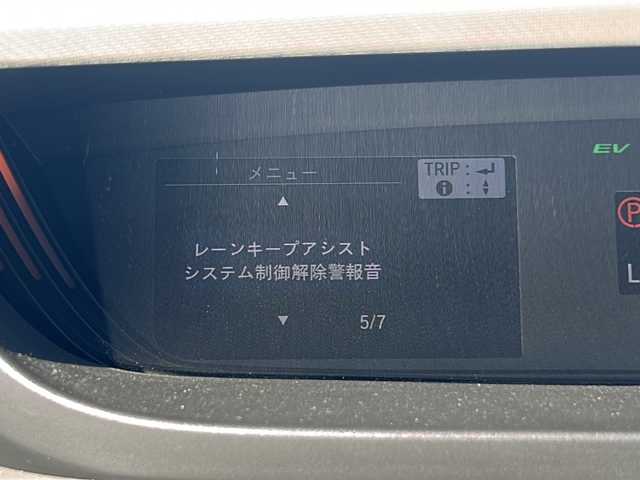 メニュー
TRIP :
i :
EV
レーンキープアシスト
システム制御解除警報音
5/7
P
L